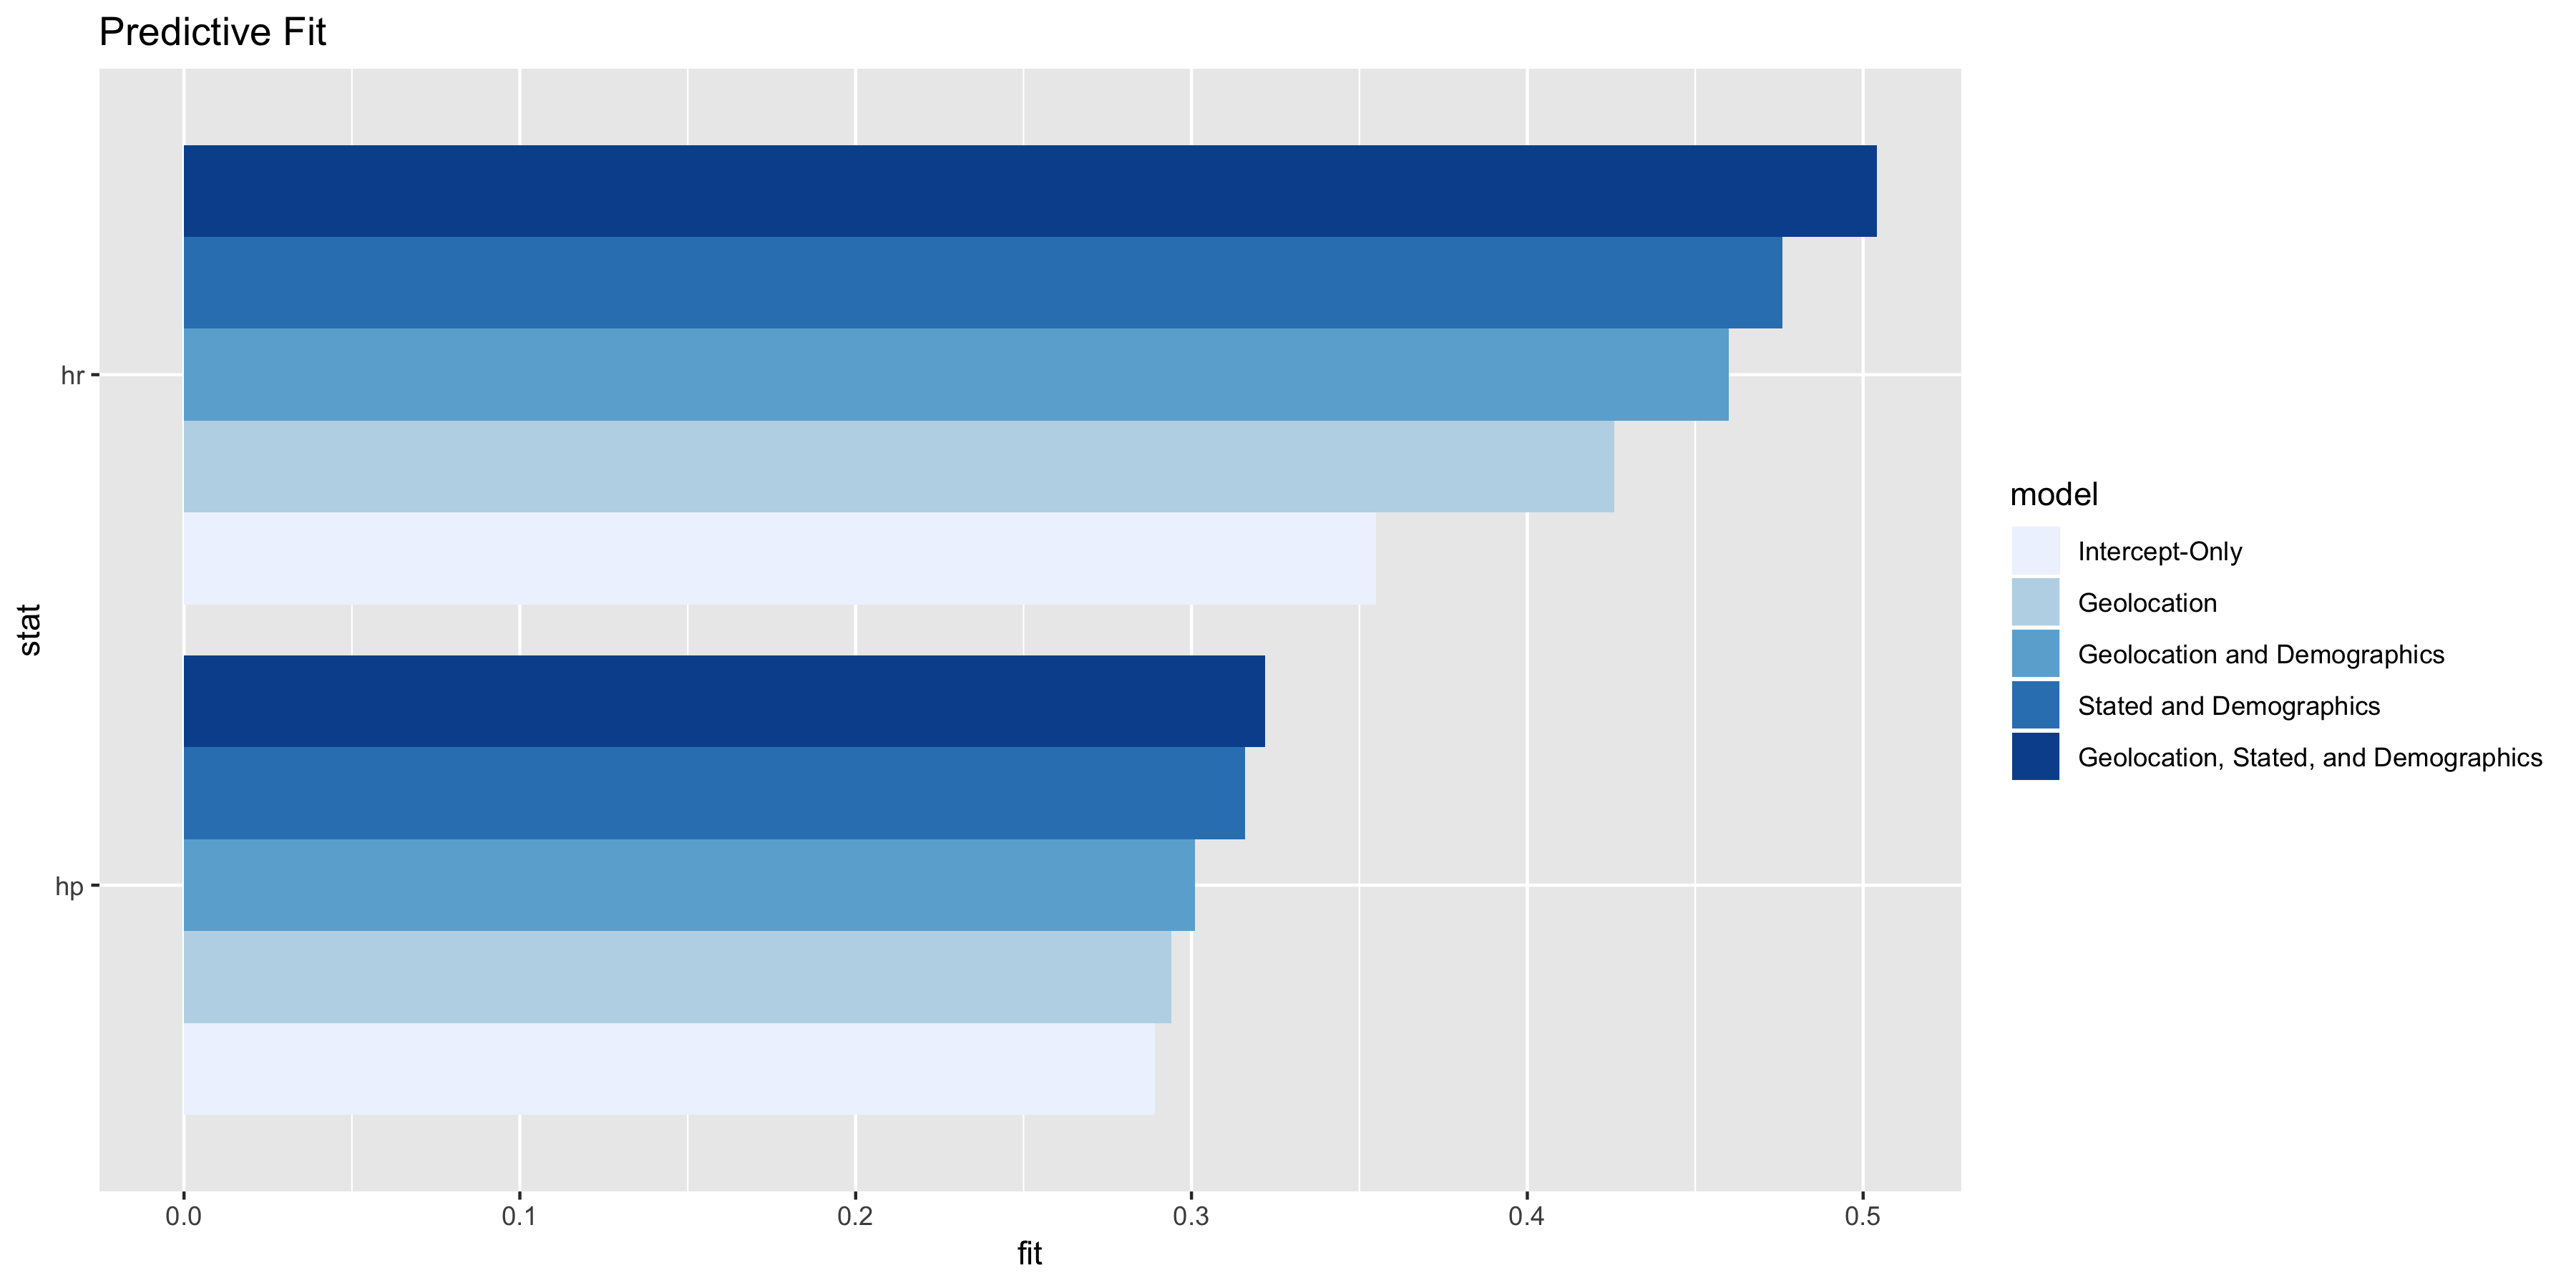 Predictive Fit
stat
hr
hp
0.0
0.1
0.2
0.3
0.4
0.5
fit
model
Intercept-Only
Geolocation
Geolocation and Demographics
Stated and Demographics
Geolocation, Stated, and Demographics